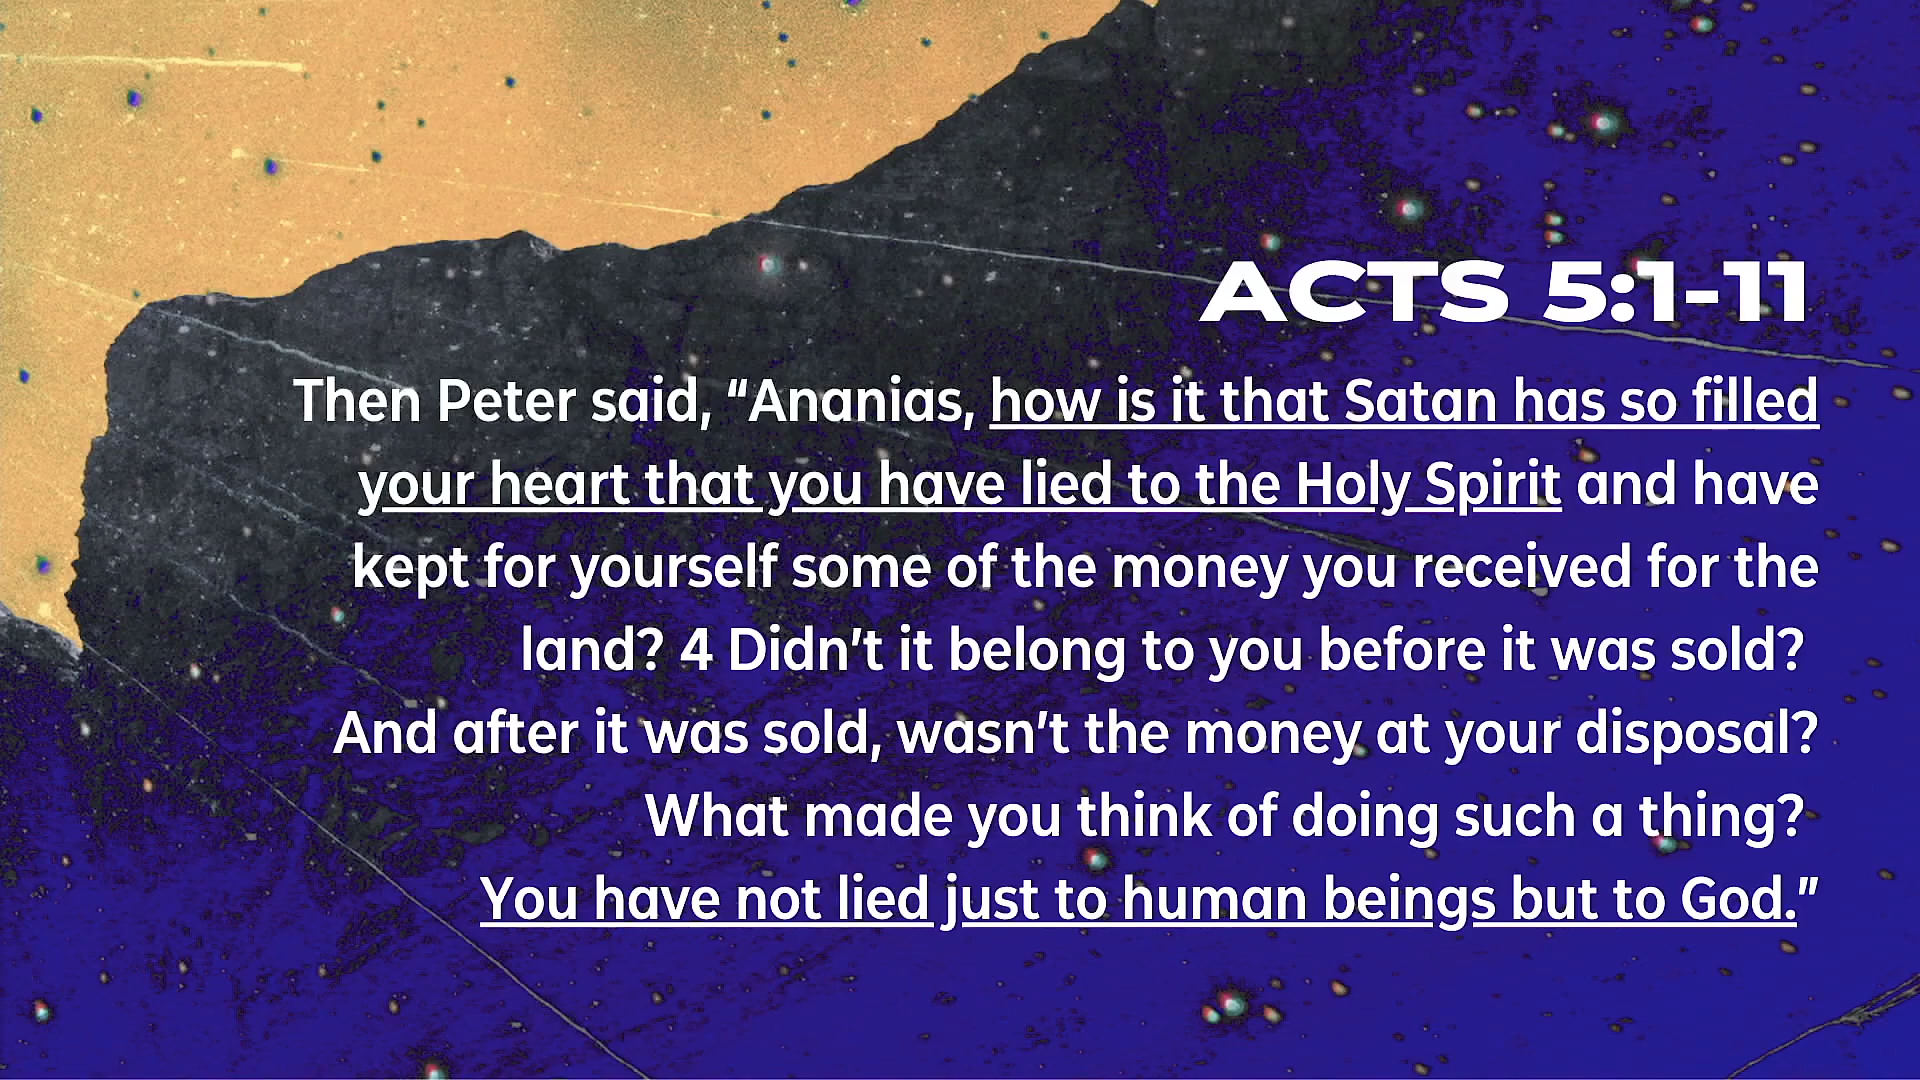 ACTS 5:1-11
Then Peter said, “Ananias, how is it that Satan has so filled
your heart that you have lied to the Holy Spirit and have
kept for yourself some of the money you received for the
land? 4 Didn’t it belong to you before it was sold?
And after it was sold, wasn’t the money at your disposal?
What made you think of doing such a thing?
You have not lied just to human beings but to God.”